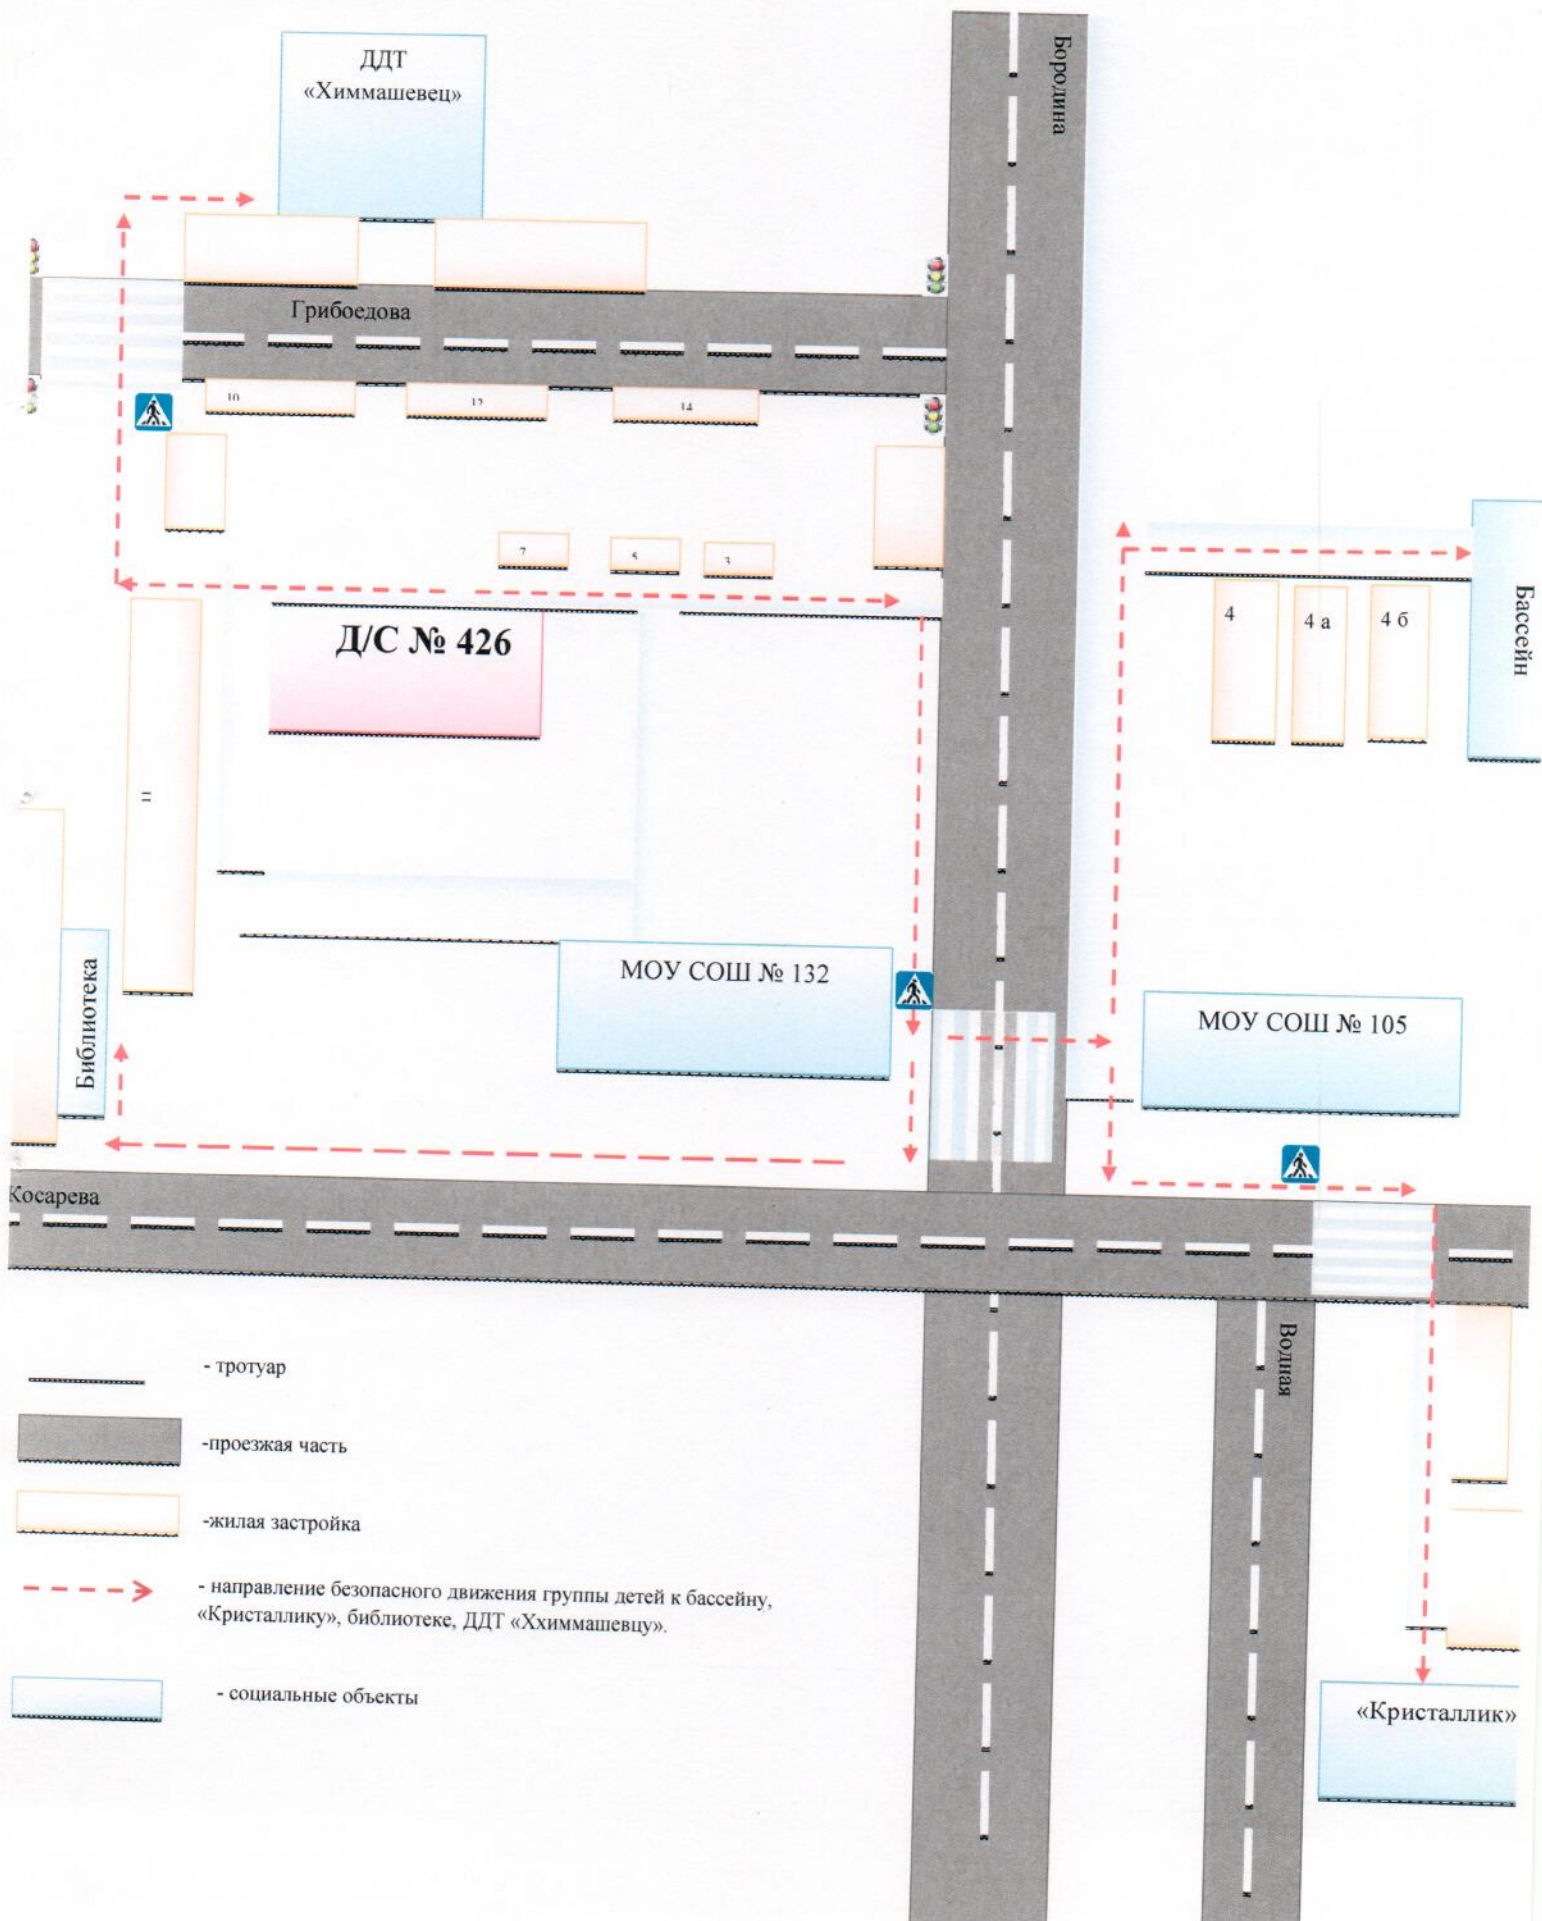 ДДТ
«Химмашевец»
Бородина
Грибоедова
10
12
14
7
5
3
Д/С № 426
4
4 а
4 б
Бассейн
11
Библиотека
МОУ СОШ № 132
МОУ СОШ № 105
Косарева
Водная
- тротуар
-проезжая часть
-жилая застройка
- направление безопасного движения группы детей к бассейну,
«Кристаллику», библиотеке, ДДТ «Ххиммашевцу».
- социальные объекты
«Кристаллик»